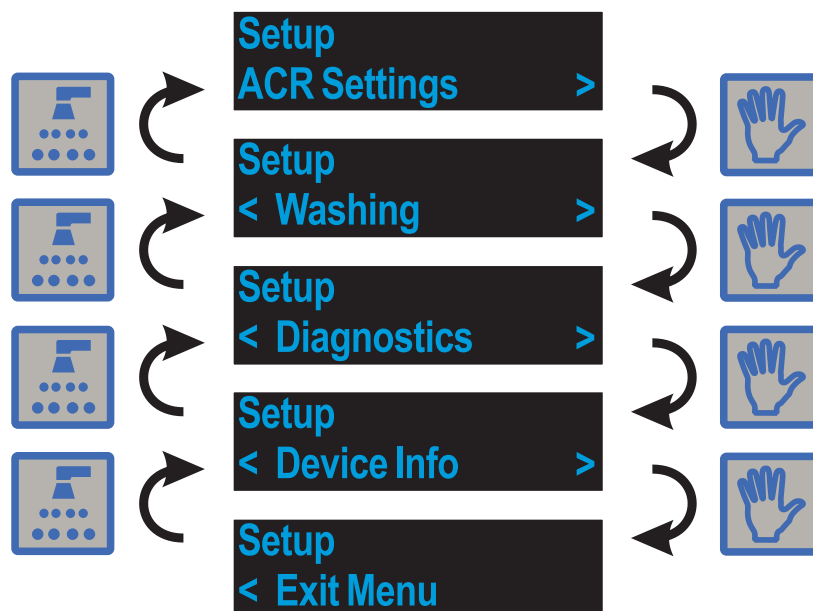 Setup
ACR Settings >
Setup
< Washing >
Setup
< Diagnostics >
Setup
< Device Info >
Setup
< Exit Menu